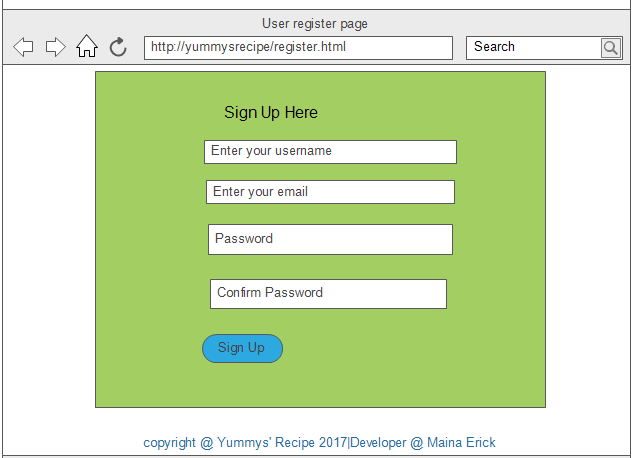 User register page
http://yummysrecipe/register.html
Search
Sign Up Here
Enter your username
Enter your email
Password
Confirm Password
Sign Up
copyright @ Yummys' Recipe 2017|Developer @ Maina Erick